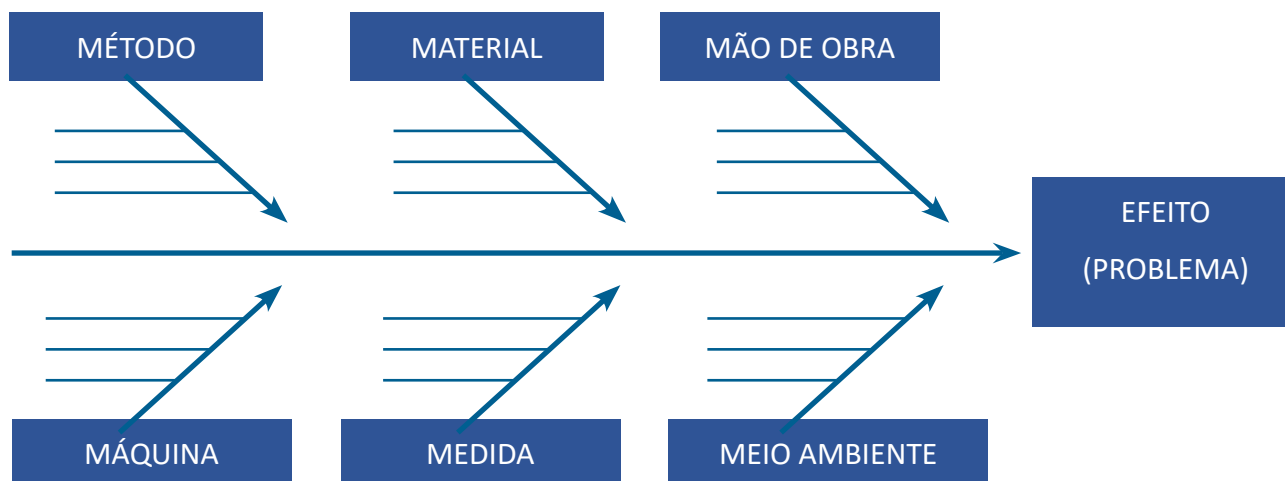 MÉTODO
MATERIAL
MÃO DE OBRA
EFEITO
(PROBLEMA)
MÁQUINA
MEDIDA
MEIO AMBIENTE